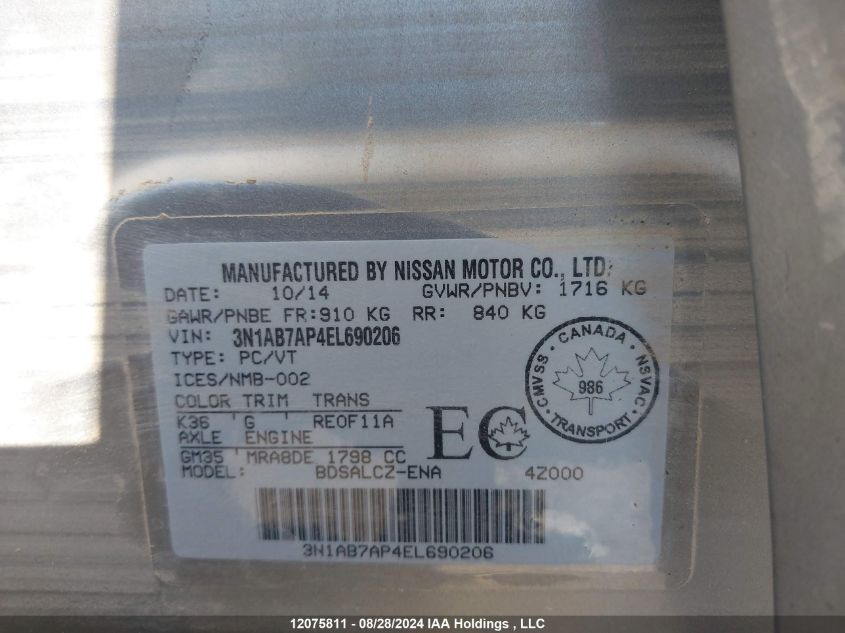 MANUFACTURED BY NISSAN MOTOR CO., LTD.
DATE: 10/14 GVWR/PNBV: 1716 KG
GAWR/PNBE FR:910 KG RR: 840 KG
VIN: 3N1AB7AP4EL690206
TYPE: PC/VT
ICES/NMB-002
COLOR TRIM TRANS
K36 'G ' RE0F11A
AXLE ENGINE
GM35 'MRA8DE 1798 CC
MODEL: BDSALCZ-ENA 4Z000
EC
CMVSS • CANADA • NSVAC • TRANSPORT •
986
3N1AB7AP4EL690206
12075811 - 08/28/2024 IAA Holdings , LLC